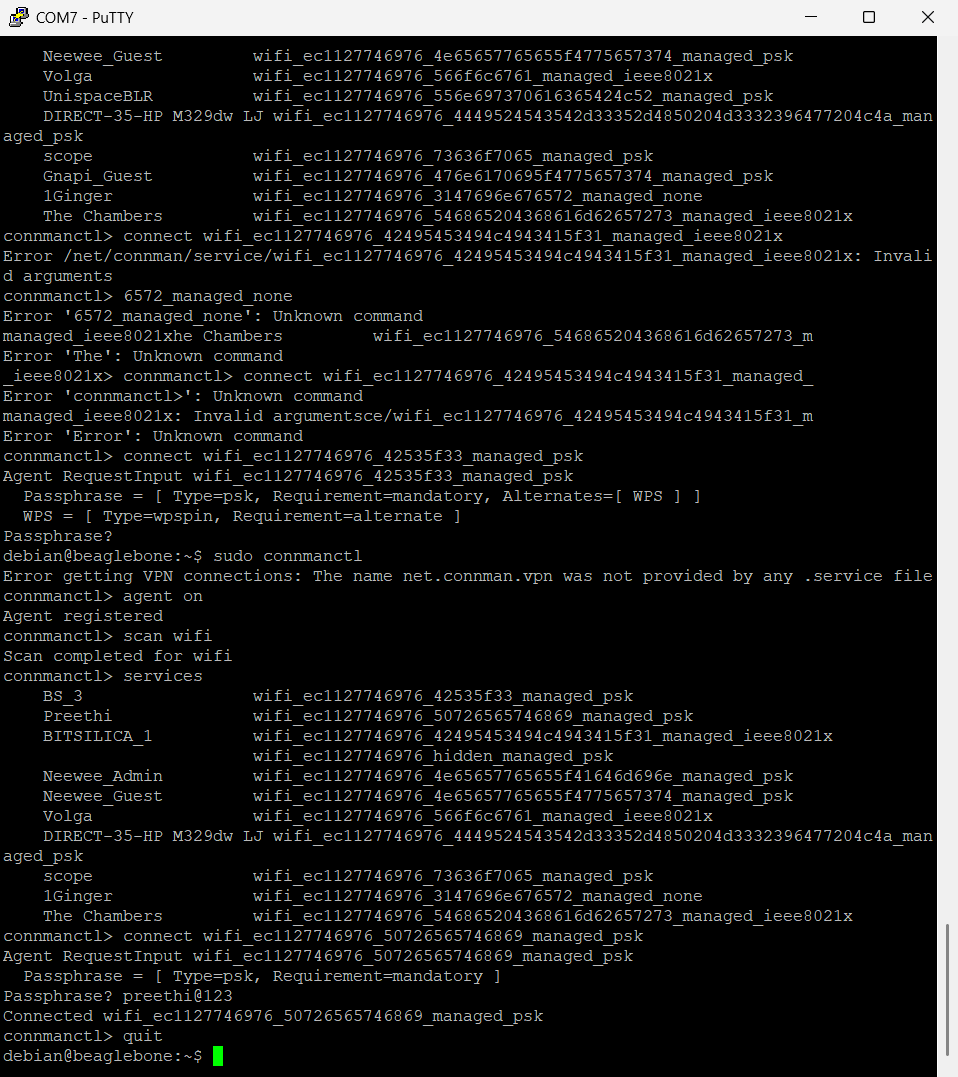 COM7 - PuTTY
Neewee_Guest wifi_ec1127746976_4e65657765655f4775657374_managed_psk
Volga wifi_ec1127746976_566f6c6761_managed_ieee8021x
UnispaceBLR wifi_ec1127746976_556e697370616365424c52_managed_psk
DIRECT-35-HP M329dw LJ wifi_ec1127746976_4449524543542d33352d4850204d3332396477204c4a_man
aged_psk
scope wifi_ec1127746976_73636f7065_managed_psk
Gnapi_Guest wifi_ec1127746976_476e6170695f4775657374_managed_psk
1Ginger wifi_ec1127746976_3147696e676572_managed_none
The Chambers wifi_ec1127746976_546865204368616d62657273_managed_ieee8021x
connmanctl> connect wifi_ec1127746976_42495453494c4943415f31_managed_ieee8021x
Error /net/connman/service/wifi_ec1127746976_42495453494c4943415f31_managed_ieee8021x: Invali
d arguments
connmanctl> 6572_managed_none
Error '6572_managed_none': Unknown command
managed_ieee8021xhe Chambers wifi_ec1127746976_546865204368616d62657273_m
Error 'The': Unknown command
_ieee8021x> connmanctl> connect wifi_ec1127746976_42495453494c4943415f31_managed_
Error 'connmanctl>': Unknown command
managed_ieee8021x: Invalid argumentsce/wifi_ec1127746976_42495453494c4943415f31_m
Error 'Error': Unknown command
connmanctl> connect wifi_ec1127746976_42535f33_managed_psk
Agent RequestInput wifi_ec1127746976_42535f33_managed_psk
Passphrase = [ Type=psk, Requirement=mandatory, Alternates=[ WPS ] ]
WPS = [ Type=wpspin, Requirement=alternate ]
Passphrase?
debian@beaglebone:~$ sudo connmanctl
Error getting VPN connections: The name net.connman.vpn was not provided by any .service file
connmanctl> agent on
Agent registered
connmanctl> scan wifi
Scan completed for wifi
connmanctl> services
BS_3 wifi_ec1127746976_42535f33_managed_psk
Preethi wifi_ec1127746976_50726565746869_managed_psk
BITSILICA_1 wifi_ec1127746976_42495453494c4943415f31_managed_ieee8021x
wifi_ec1127746976_hidden_managed_psk
Neewee_Admin wifi_ec1127746976_4e65657765655f41646d696e_managed_psk
Neewee_Guest wifi_ec1127746976_4e65657765655f4775657374_managed_psk
Volga wifi_ec1127746976_566f6c6761_managed_ieee8021x
DIRECT-35-HP M329dw LJ wifi_ec1127746976_4449524543542d33352d4850204d3332396477204c4a_man
aged_psk
scope wifi_ec1127746976_73636f7065_managed_psk
1Ginger wifi_ec1127746976_3147696e676572_managed_none
The Chambers wifi_ec1127746976_546865204368616d62657273_managed_ieee8021x
connmanctl> connect wifi_ec1127746976_50726565746869_managed_psk
Agent RequestInput wifi_ec1127746976_50726565746869_managed_psk
Passphrase = [ Type=psk, Requirement=mandatory ]
Passphrase? preethi@123
Connected wifi_ec1127746976_50726565746869_managed_psk
connmanctl> quit
debian@beaglebone:~$